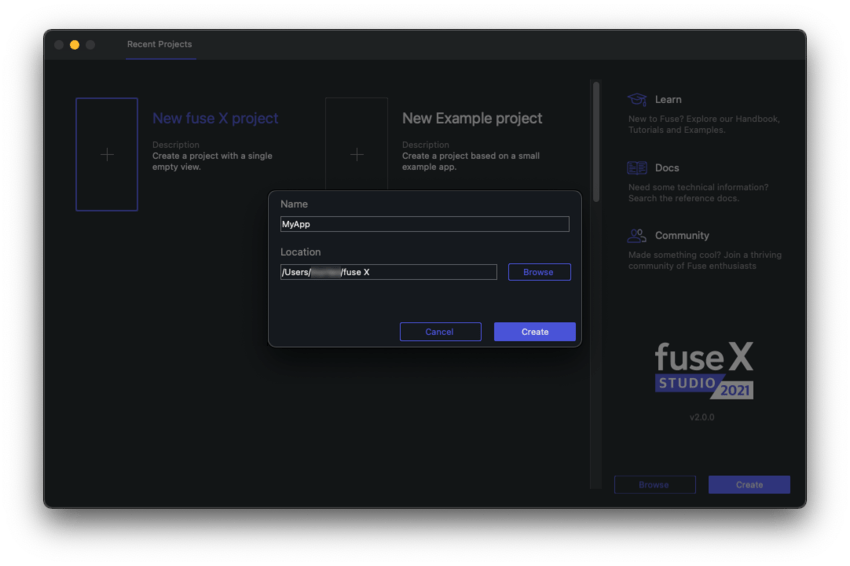 Recent Projects
New fuse X project
Description
Create a project with a single
empty view.
New Example project
Description
Create a project based on a small
example app.
Name
MyApp
Location
/Users/ /fuse X
Browse
Cancel
Create
Learn
New to Fuse? Explore our Handbook,
Tutorials and Examples.
Docs
Need some technical information?
Search the reference docs.
Community
Made something cool? Join a thriving
community of Fuse enthusiasts
fuse X
STUDIO 2021
v2.0.0
Browse
Create